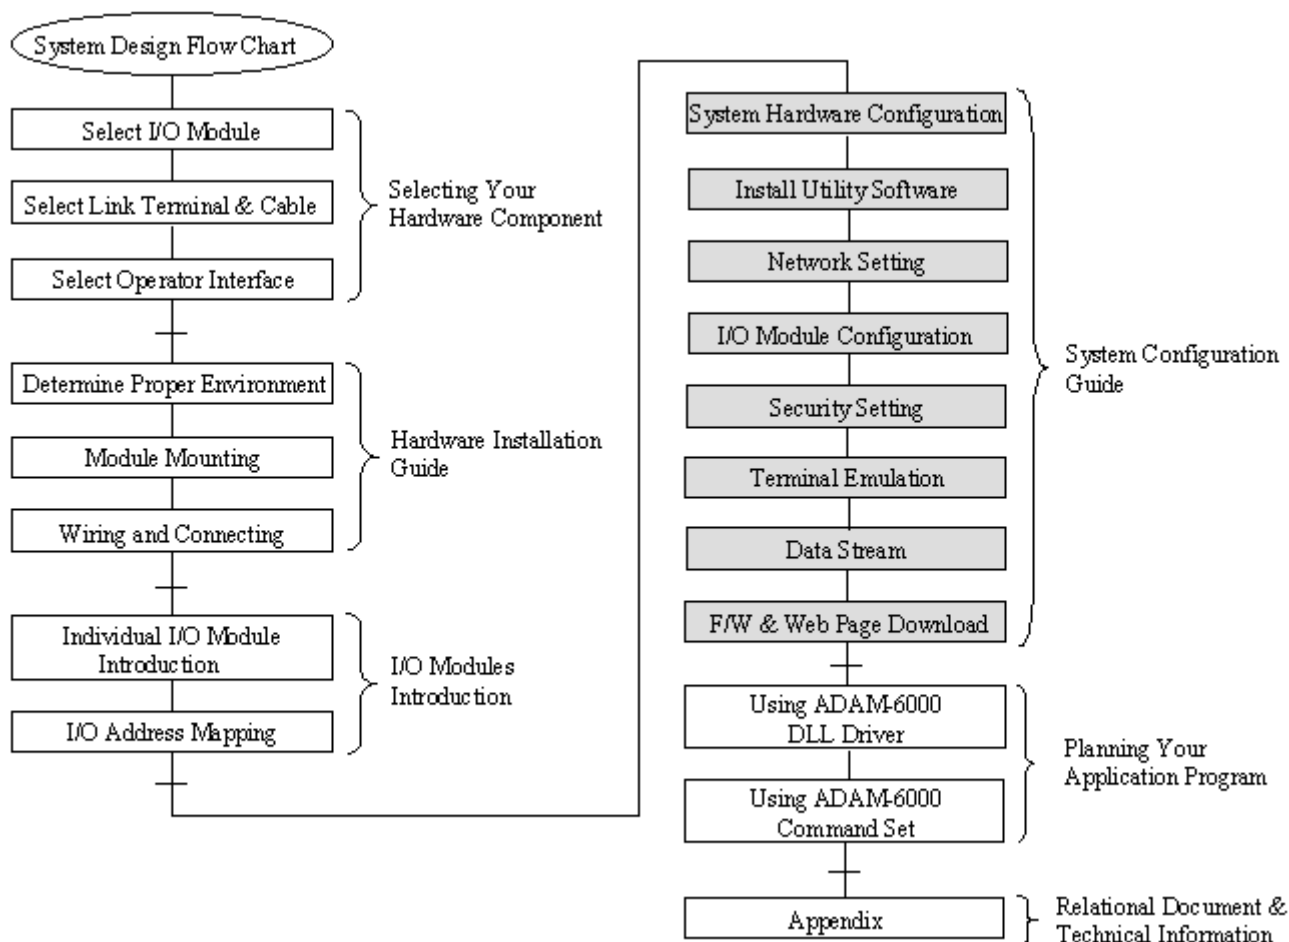 System Design Flow Chart
Select I/O Module
Select Link Terminal & Cable
Select Operator Interface
Selecting Your
Hardware Component
Determine Proper Environment
Module Mounting
Wiring and Connecting
Hardware Installation
Guide
Individual I/O Module
Introduction
I/O Address Mapping
I/O Modules
Introduction
System Hardware Configuration
Install Utility Software
Network Setting
I/O Module Configuration
Security Setting
Terminal Emulation
Data Stream
F/W & Web Page Download
System Configuration
Guide
Using ADAM-6000
DLL Driver
Using ADAM-6000
Command Set
Planning Your
Application Program
Appendix
Relational Document &
Technical Information